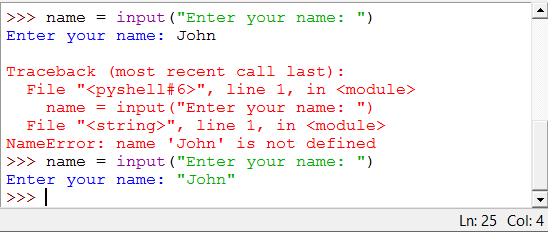 >>> name = input("Enter your name: ")
Enter your name: John
Traceback (most recent call last):
  File "<pyshell#6>", line 1, in <module>
    name = input("Enter your name: ")
  File "<string>", line 1, in <module>
NameError: name 'John' is not defined
>>> name = input("Enter your name: ")
Enter your name: "John"
>>>
Ln: 25 Col: 4